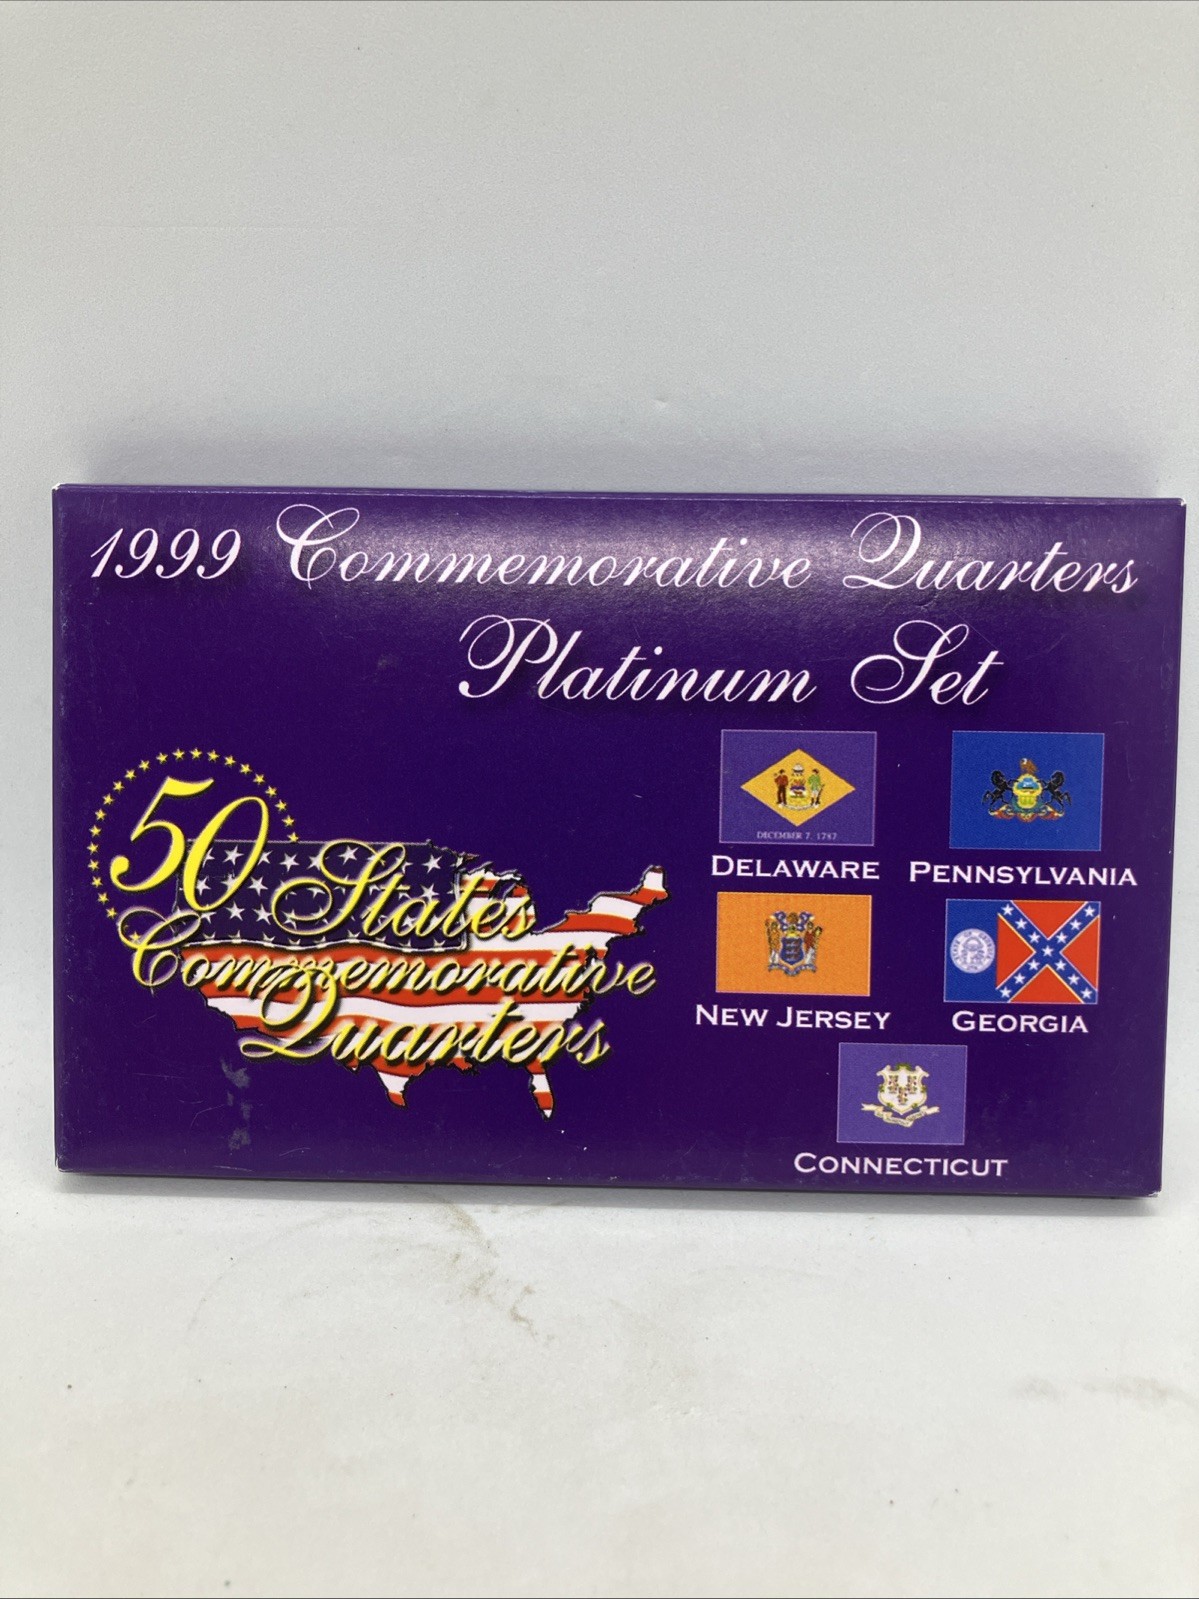 1999 Commemorative Quarters
Platinum Set
50 States
Commemorative
Quarters
DECEMBER 7, 1787
DELAWARE
PENNSYLVANIA
NEW JERSEY
GEORGIA
CONNECTICUT